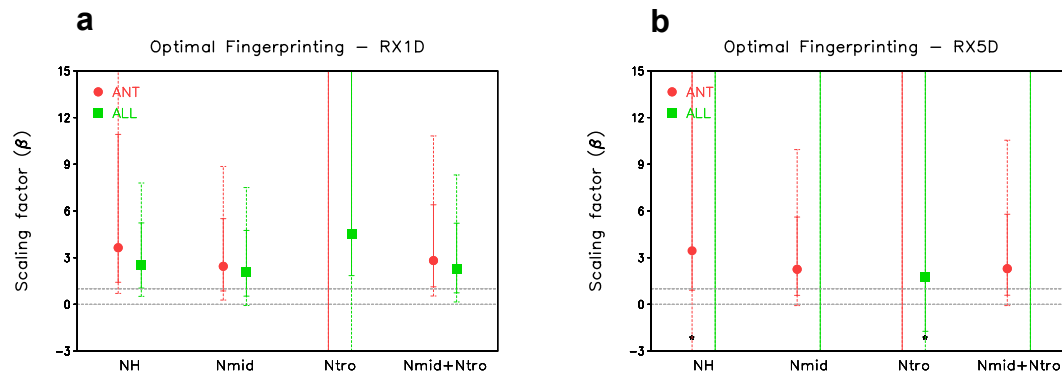 a
Optimal Fingerprinting – RX1D
15
12
9
6
3
0
−3
Scaling factor (β)
ANT
ALL
NH
Nmid
Ntro
Nmid+Ntro
b
Optimal Fingerprinting – RX5D
15
12
9
6
3
0
−3
Scaling factor (β)
ANT
ALL
NH
Nmid
Ntro
Nmid+Ntro